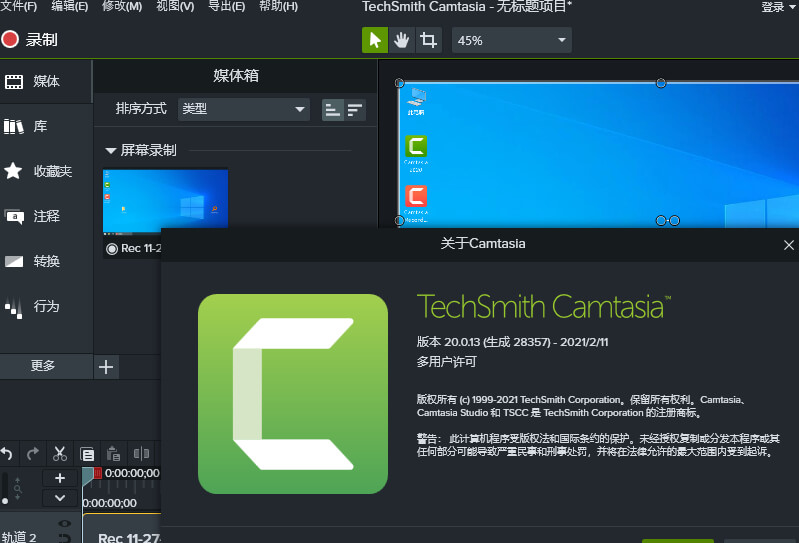 文件(F) 编辑(E) 修改(M) 视图(V) 导出(E) 帮助(H) TechSmith Camtasia - 无标题项目* 登录
录制 45%
媒体 媒体箱
排序方式 类型
库
屏幕录制
收藏夹
注释
Rec 11-2
转换
行为
更多
此电脑
Camtasia
2020
Camtasia
Record...
关于Camtasia
TechSmith Camtasia™
版本 20.0.13 (生成 28357) - 2021/2/11
多用户许可
版权所有 (c) 1999-2021 TechSmith Corporation。保留所有权利。Camtasia、
Camtasia Studio 和 TSCC 是 TechSmith Corporation 的注册商标。
警告： 此计算机程序受版权法和国际条约的保护。未经授权复制或分发本程序或其
任何部分可能导致严重民事和刑事处罚，并将在法律允许的最大范围内受到起诉。
0:00:00;00
0:00:00;00
轨道 2 Rec 11-27